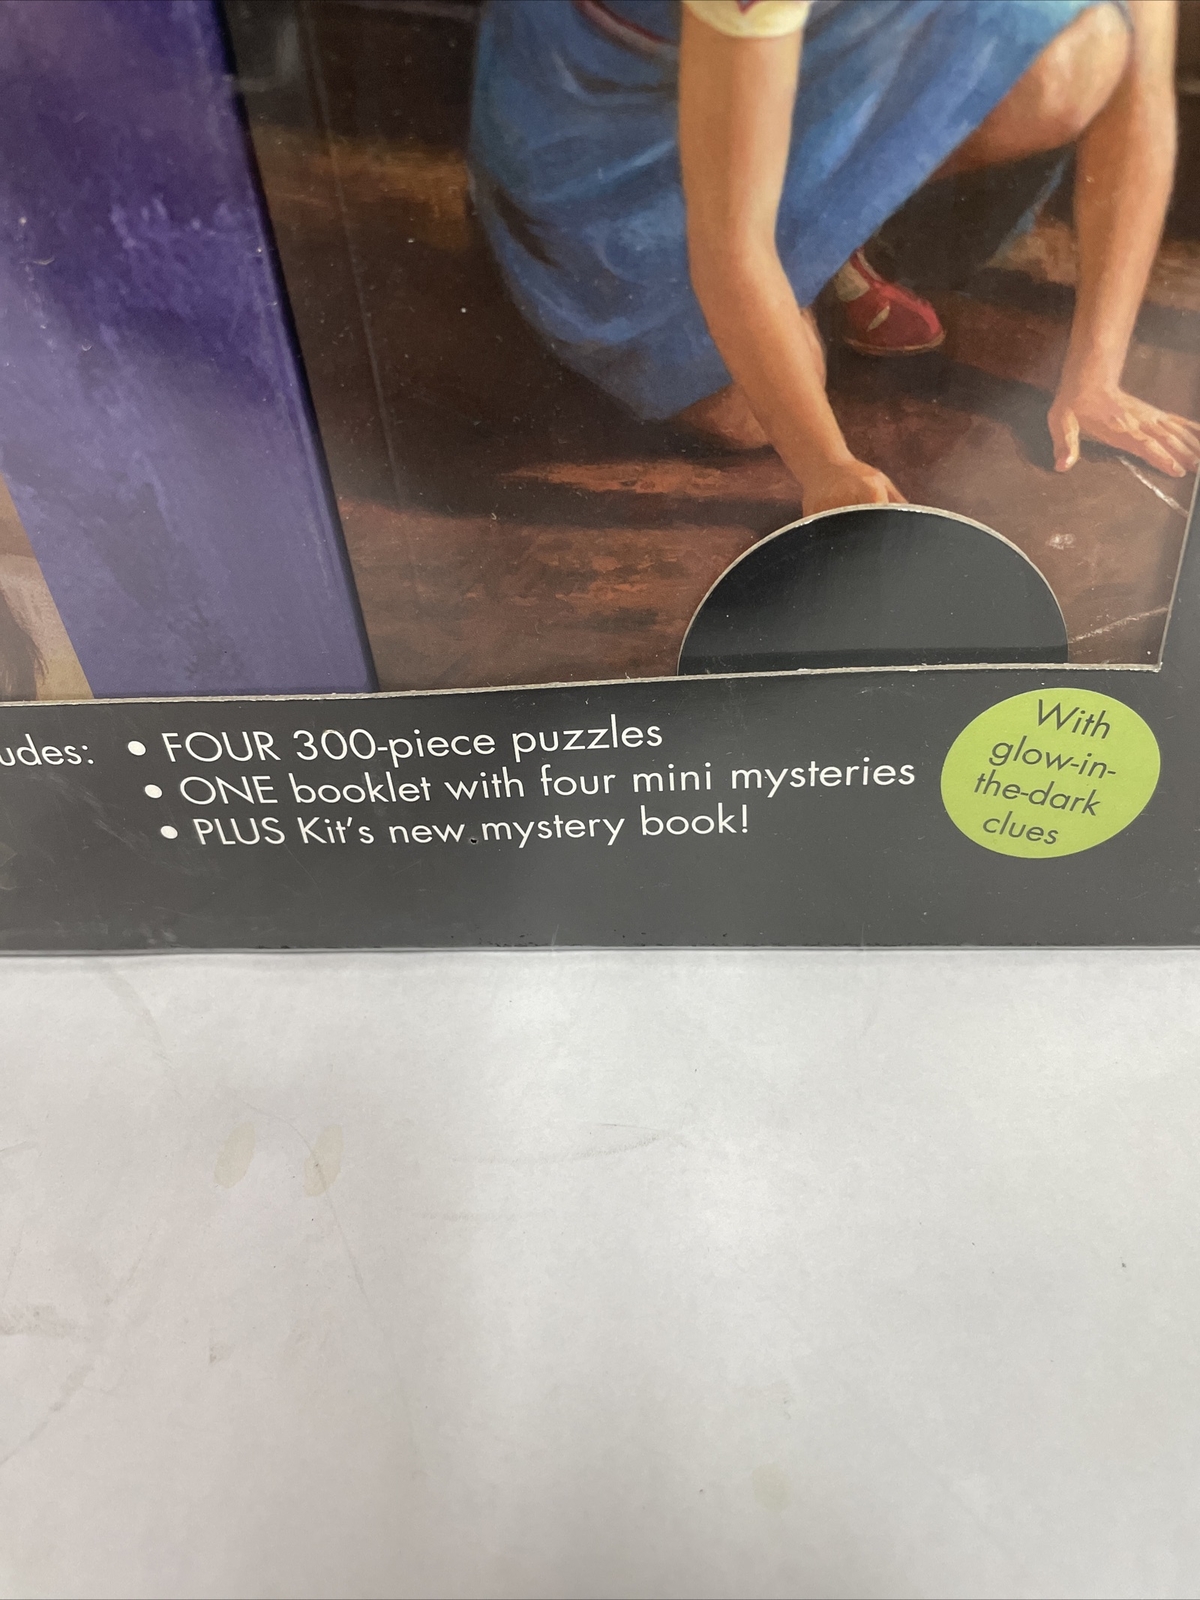 udes: • FOUR 300-piece puzzles
• ONE booklet with four mini mysteries
• PLUS Kit's new mystery book!
With
glow-in-
the-dark
clues